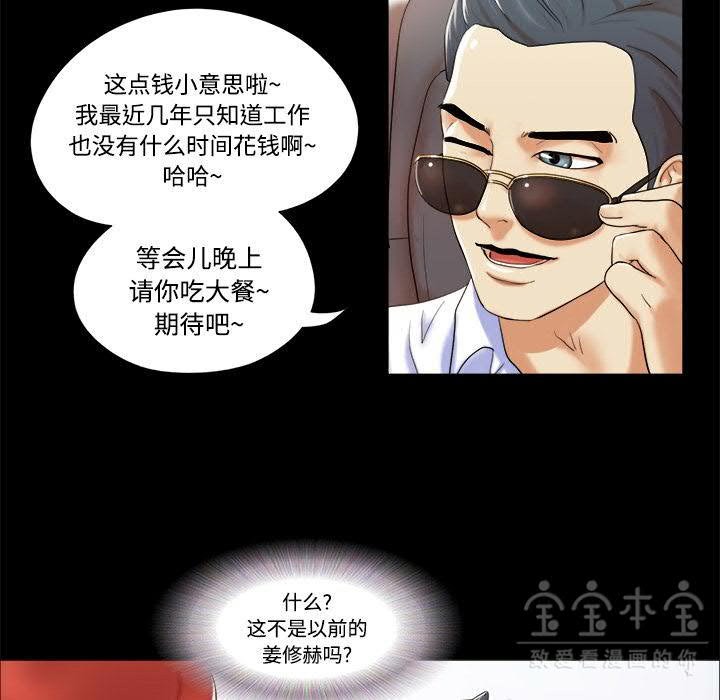 这点钱小意思啦~
我最近几年只知道工作
也没有什么时间花钱啊~
哈哈~
等会儿晚上
请你吃大餐~
期待吧~
什么?
这不是以前的
姜修赫吗?
宝宝本宝
致爱看漫画的你